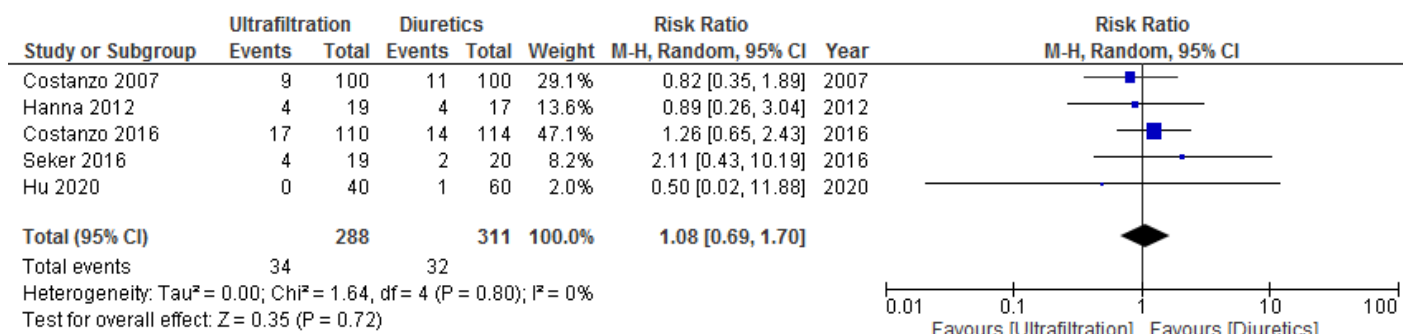 Ultrafiltration Diuretics Risk Ratio Risk Ratio
Study or Subgroup Events Total Events Total Weight M-H, Random, 95% CI Year M-H, Random, 95% CI
Costanzo 2007 9 100 11 100 29.1% 0.82 [0.35, 1.89] 2007
Hanna 2012 4 19 4 17 13.6% 0.89 [0.26, 3.04] 2012
Costanzo 2016 17 110 14 114 47.1% 1.26 [0.65, 2.43] 2016
Seker 2016 4 19 2 20 8.2% 2.11 [0.43, 10.19] 2016
Hu 2020 0 40 1 60 2.0% 0.50 [0.02, 11.88] 2020
Total (95% CI) 288 311 100.0% 1.08 [0.69, 1.70]
Total events 34 32
Heterogeneity: Tau² = 0.00; Chi² = 1.64, df = 4 (P = 0.80); I² = 0%
Test for overall effect: Z = 0.35 (P = 0.72)
0.01 0.1 1 10 100
Favours [Ultrafiltration] Favours [Diuretics]